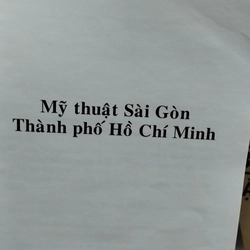 Mỹ thuật Sài Gòn
Thành phố Hồ Chí Minh